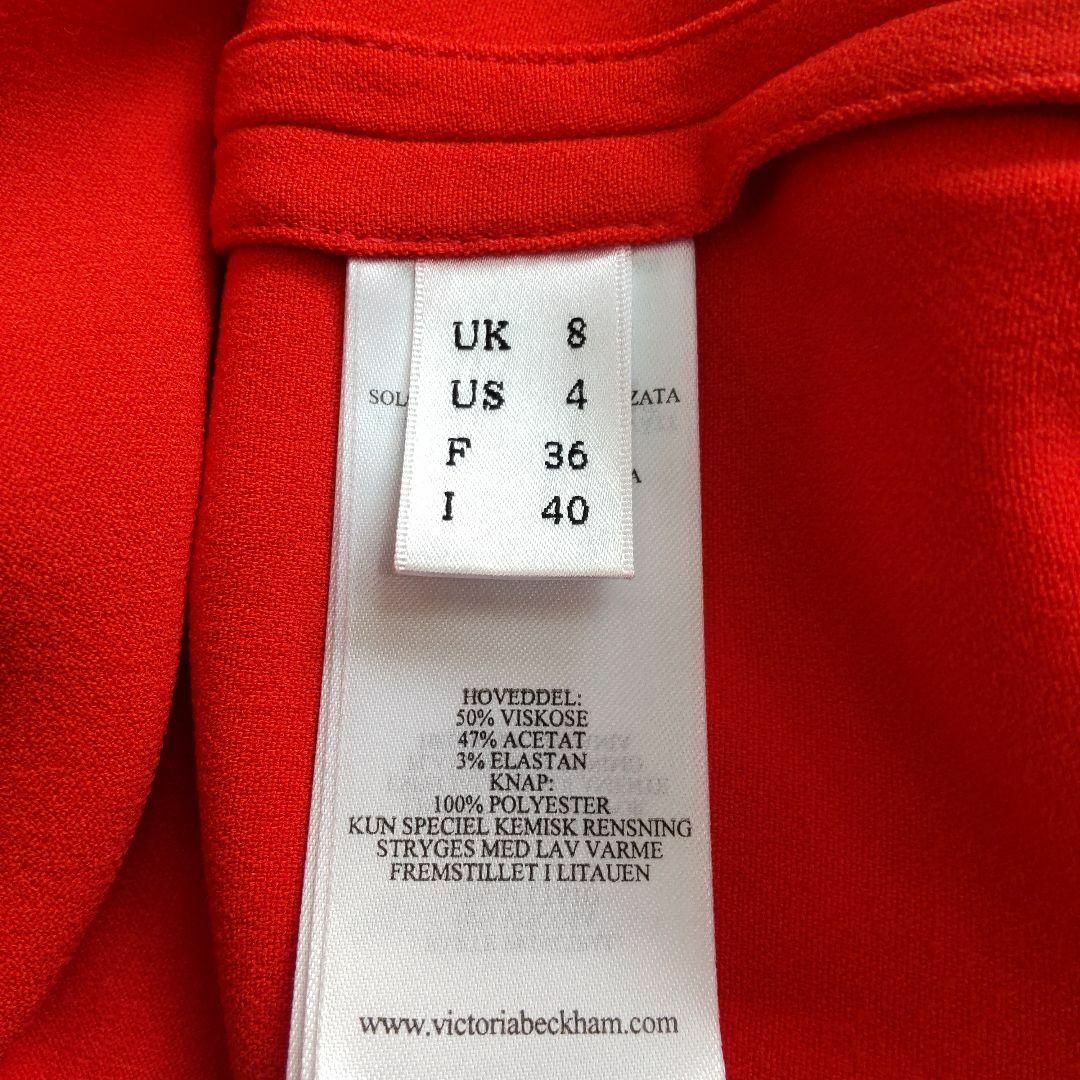 UK 8
US 4
F 36
I 40
HOVEDDEL:
50% VISKOSE
47% ACETAT
3% ELASTAN
KNAP:
100% POLYESTER
KUN SPECIEL KEMISK RENSNING
STRYGES MED LAV VARME
FREMSTILLET I LITAUEN
www.victoriabeckham.com